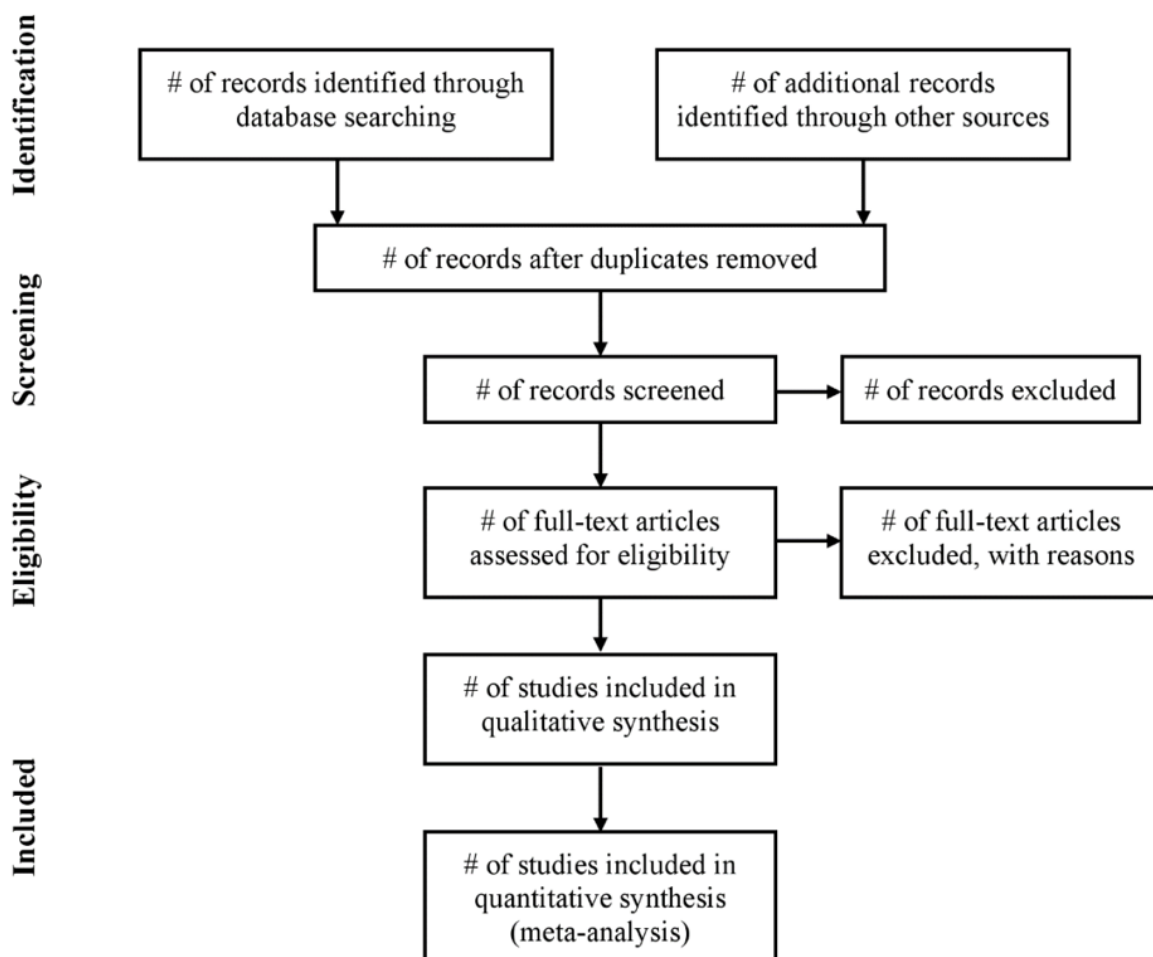 Identification
# of records identified through
database searching
# of additional records
identified through other sources
# of records after duplicates removed
Screening
# of records screened
# of records excluded
Eligibility
# of full-text articles
assessed for eligibility
# of full-text articles
excluded, with reasons
# of studies included in
qualitative synthesis
Included
# of studies included in
quantitative synthesis
(meta-analysis)